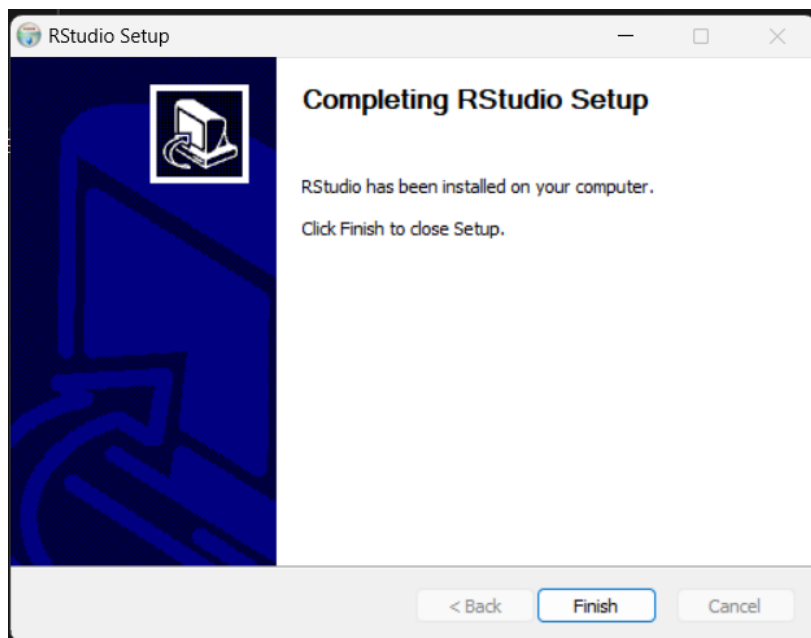 RStudio Setup
Completing RStudio Setup
RStudio has been installed on your computer.
Click Finish to close Setup.
< Back
Finish
Cancel